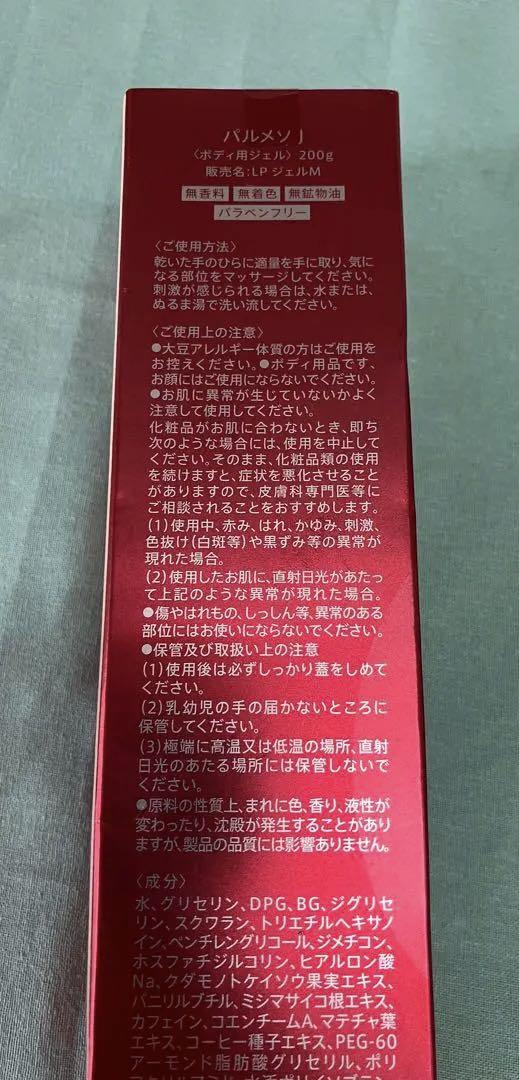 パルメソJ
〈ボディ用ジェル〉200g
販売名:LP ジェルM
無香料 無着色 無鉱物油
パラベンフリー
〈ご使用方法〉
乾いた手のひらに適量を手に取り、気に
なる部位をマッサージしてください。
刺激が感じられる場合は、水または、
ぬるま湯で洗い流してください。
〈ご使用上の注意〉
●大豆アレルギー体質の方はご使用を
お控えください。●ボディ用品です、
お顔にはご使用にならないでください。
●お肌に異常が生じていないかよく
注意して使用してください。
化粧品がお肌に合わないとき、即ち
次のような場合には、使用を中止して
ください。そのまま、化粧品類の使用
を続けますと、症状を悪化させること
がありますので、皮膚科専門医等に
ご相談されることをおすすめします。
(1)使用中、赤み、はれ、かゆみ、刺激、
色抜け(白斑等)や黒ずみ等の異常が
現れた場合。
(2)使用したお肌に、直射日光があたっ
て上記のような異常が現れた場合。
●傷やはれもの、しっしん等、異常のある
部位にはお使いにならないでください。
●保管及び取扱い上の注意
(1)使用後は必ずしっかり蓋をしめて
ください。
(2)乳幼児の手の届かないところに
保管してください。
(3)極端に高温又は低温の場所、直射
日光のあたる場所には保管しないで
ください。
●原料の性質上、まれに色、香り、液性が
変わったり、沈殿が発生することがあり
ますが、製品の品質には影響ありません。
〈成分〉
水、グリセリン、DPG、BG、ジグリセ
リン、スクワラン、トリエチルヘキサノ
イン、ペンチレングリコール、ジメチコン、
ホスファチジルコリン、ヒアルロン酸
Na、クダモノトケイソウ果実エキス、
バニリルブチル、ミシマサイコ根エキス、
カフェイン、コエンチームA、マテチャ葉
エキス、コーヒー種子エキス、PEG-60
アーモンド脂肪酸グリセリル、ポリ